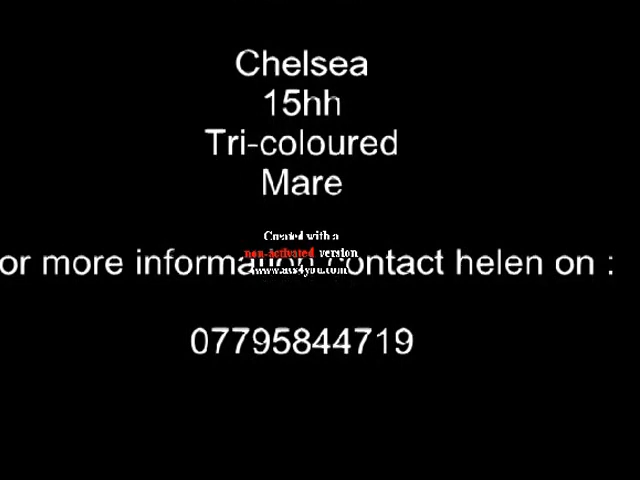 Chelsea
15hh
Tri-coloured
Mare
Created with a
non-activated version
or more information contact helen on :
www.avs4you.com
07795844719